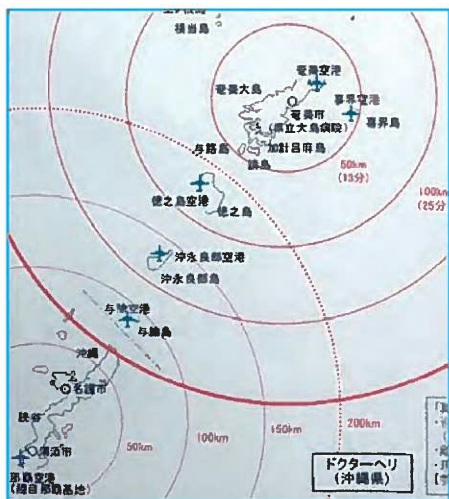 横当島
奄美空港
奄美大島
喜界空港
奄美市
(県立大島病院)
喜界島
与路島
加計呂麻島
請島
50km
(15分)
100km
(25分
徳之島空港
徳之島
沖永良部空港
沖永良部島
与論空港
与論島
沖縄
名護市
読谷
50km
100km
150km
200km
那覇空港
(陸自那覇基地)
ドクターヘリ
(沖縄県)